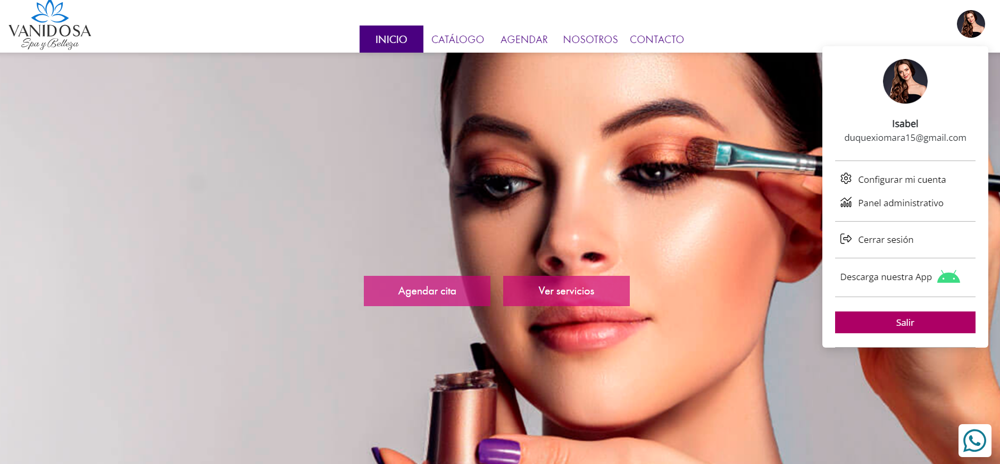 VANIDOSA
Spa y Belleza
INICIO
CATÁLOGO
AGENDAR
NOSOTROS
CONTACTO
Isabel
duquexiomara15@gmail.com
Configurar mi cuenta
Panel administrativo
Cerrar sesión
Descarga nuestra App
Salir
Agendar cita
Ver servicios